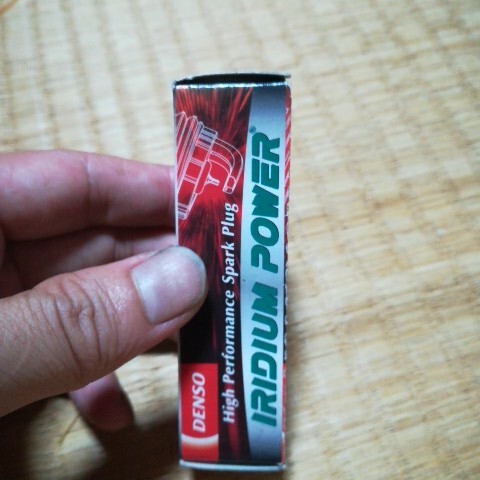 DENSO
High Performance Spark Plug
IRIDIUM POWER®